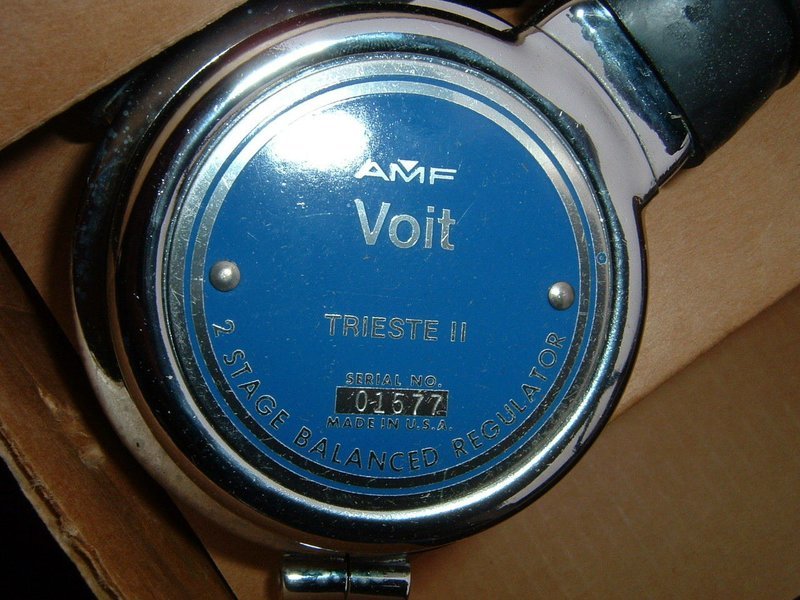 AMF
Voit
TRIESTE II
SERIAL NO.
01577
MADE IN U.S.A.
2 STAGE BALANCED REGULATOR